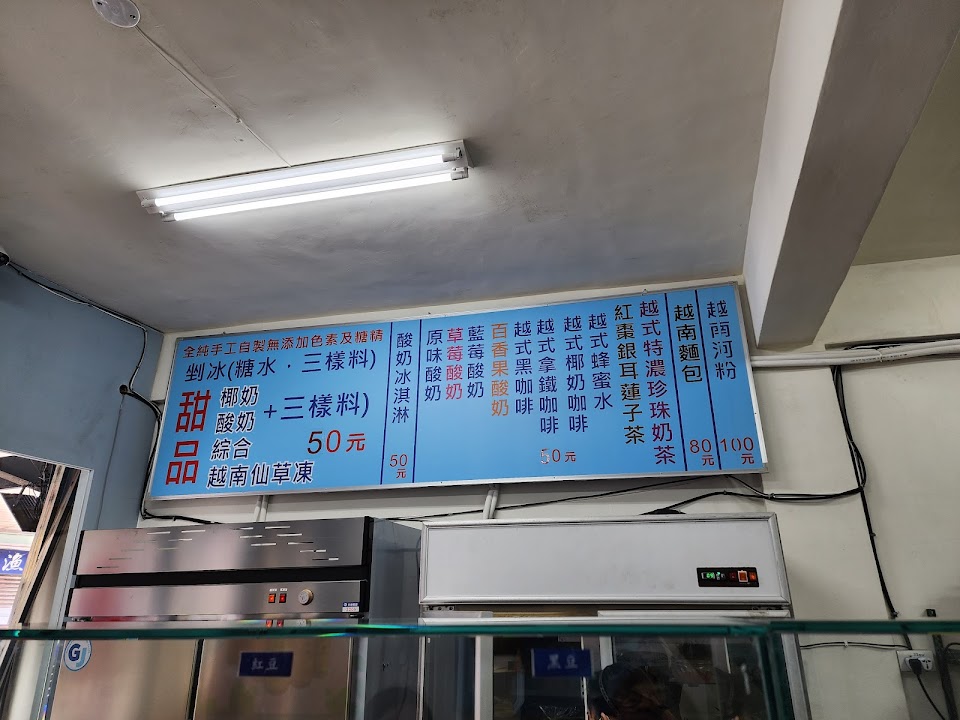 越南河粉
100元
越南麵包
80元
越式特濃珍珠奶茶
紅棗銀耳蓮子茶
越式蜂蜜水
越式椰奶咖啡
越式拿鐵咖啡
越式黑咖啡
百香果酸奶
藍莓酸奶
草莓酸奶
原味酸奶
50元
酸奶冰淇淋
50元
全純手工自製無添加色素及糖精
剉冰(糖水．三樣料)
甜品
椰奶
酸奶
+三樣料)
綜合
50元
越南仙草凍
漁
紅豆
黑豆
G